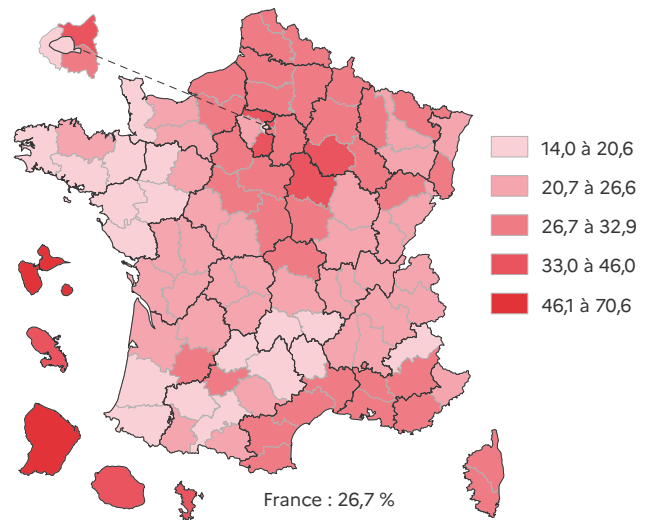 14,0 à 20,6
20,7 à 26,6
26,7 à 32,9
33,0 à 46,0
46,1 à 70,6
France : 26,7 %